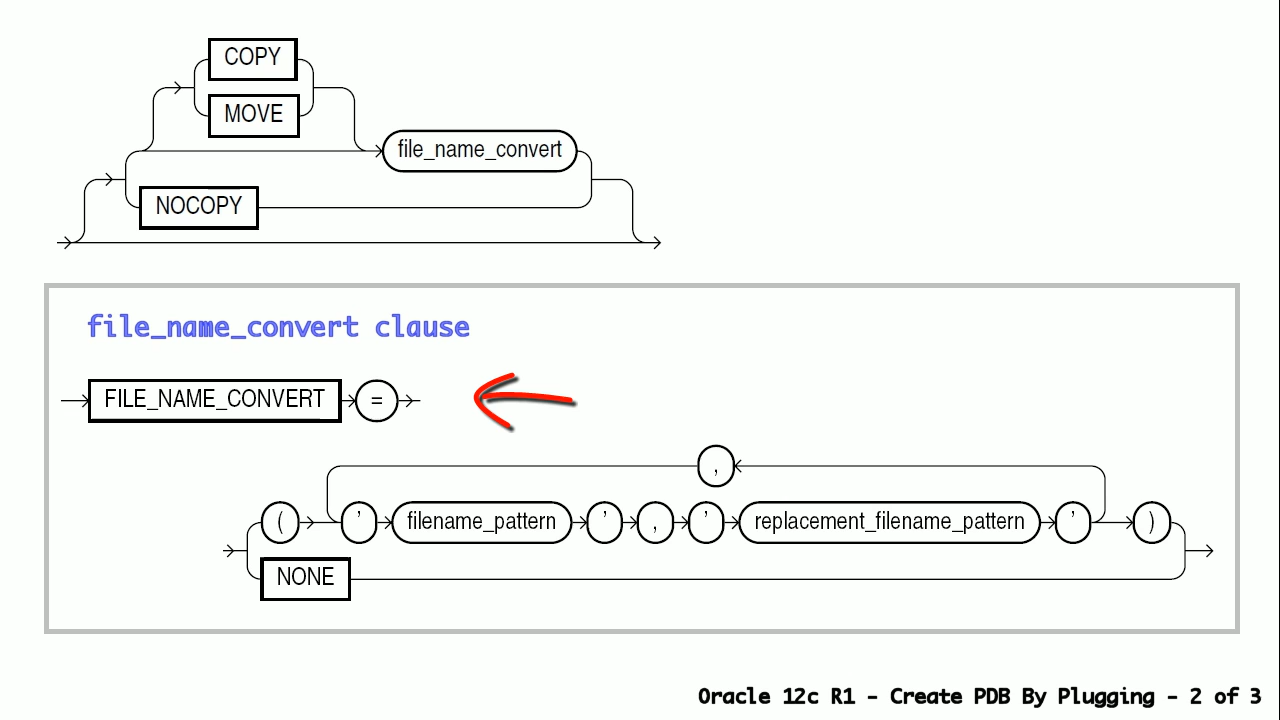 COPY
MOVE
file_name_convert
NOCOPY
file_name_convert clause
FILE_NAME_CONVERT =
,
( ' filename_pattern ' , ' replacement_filename_pattern ' )
NONE
Oracle 12c R1 - Create PDB By Plugging - 2 of 3